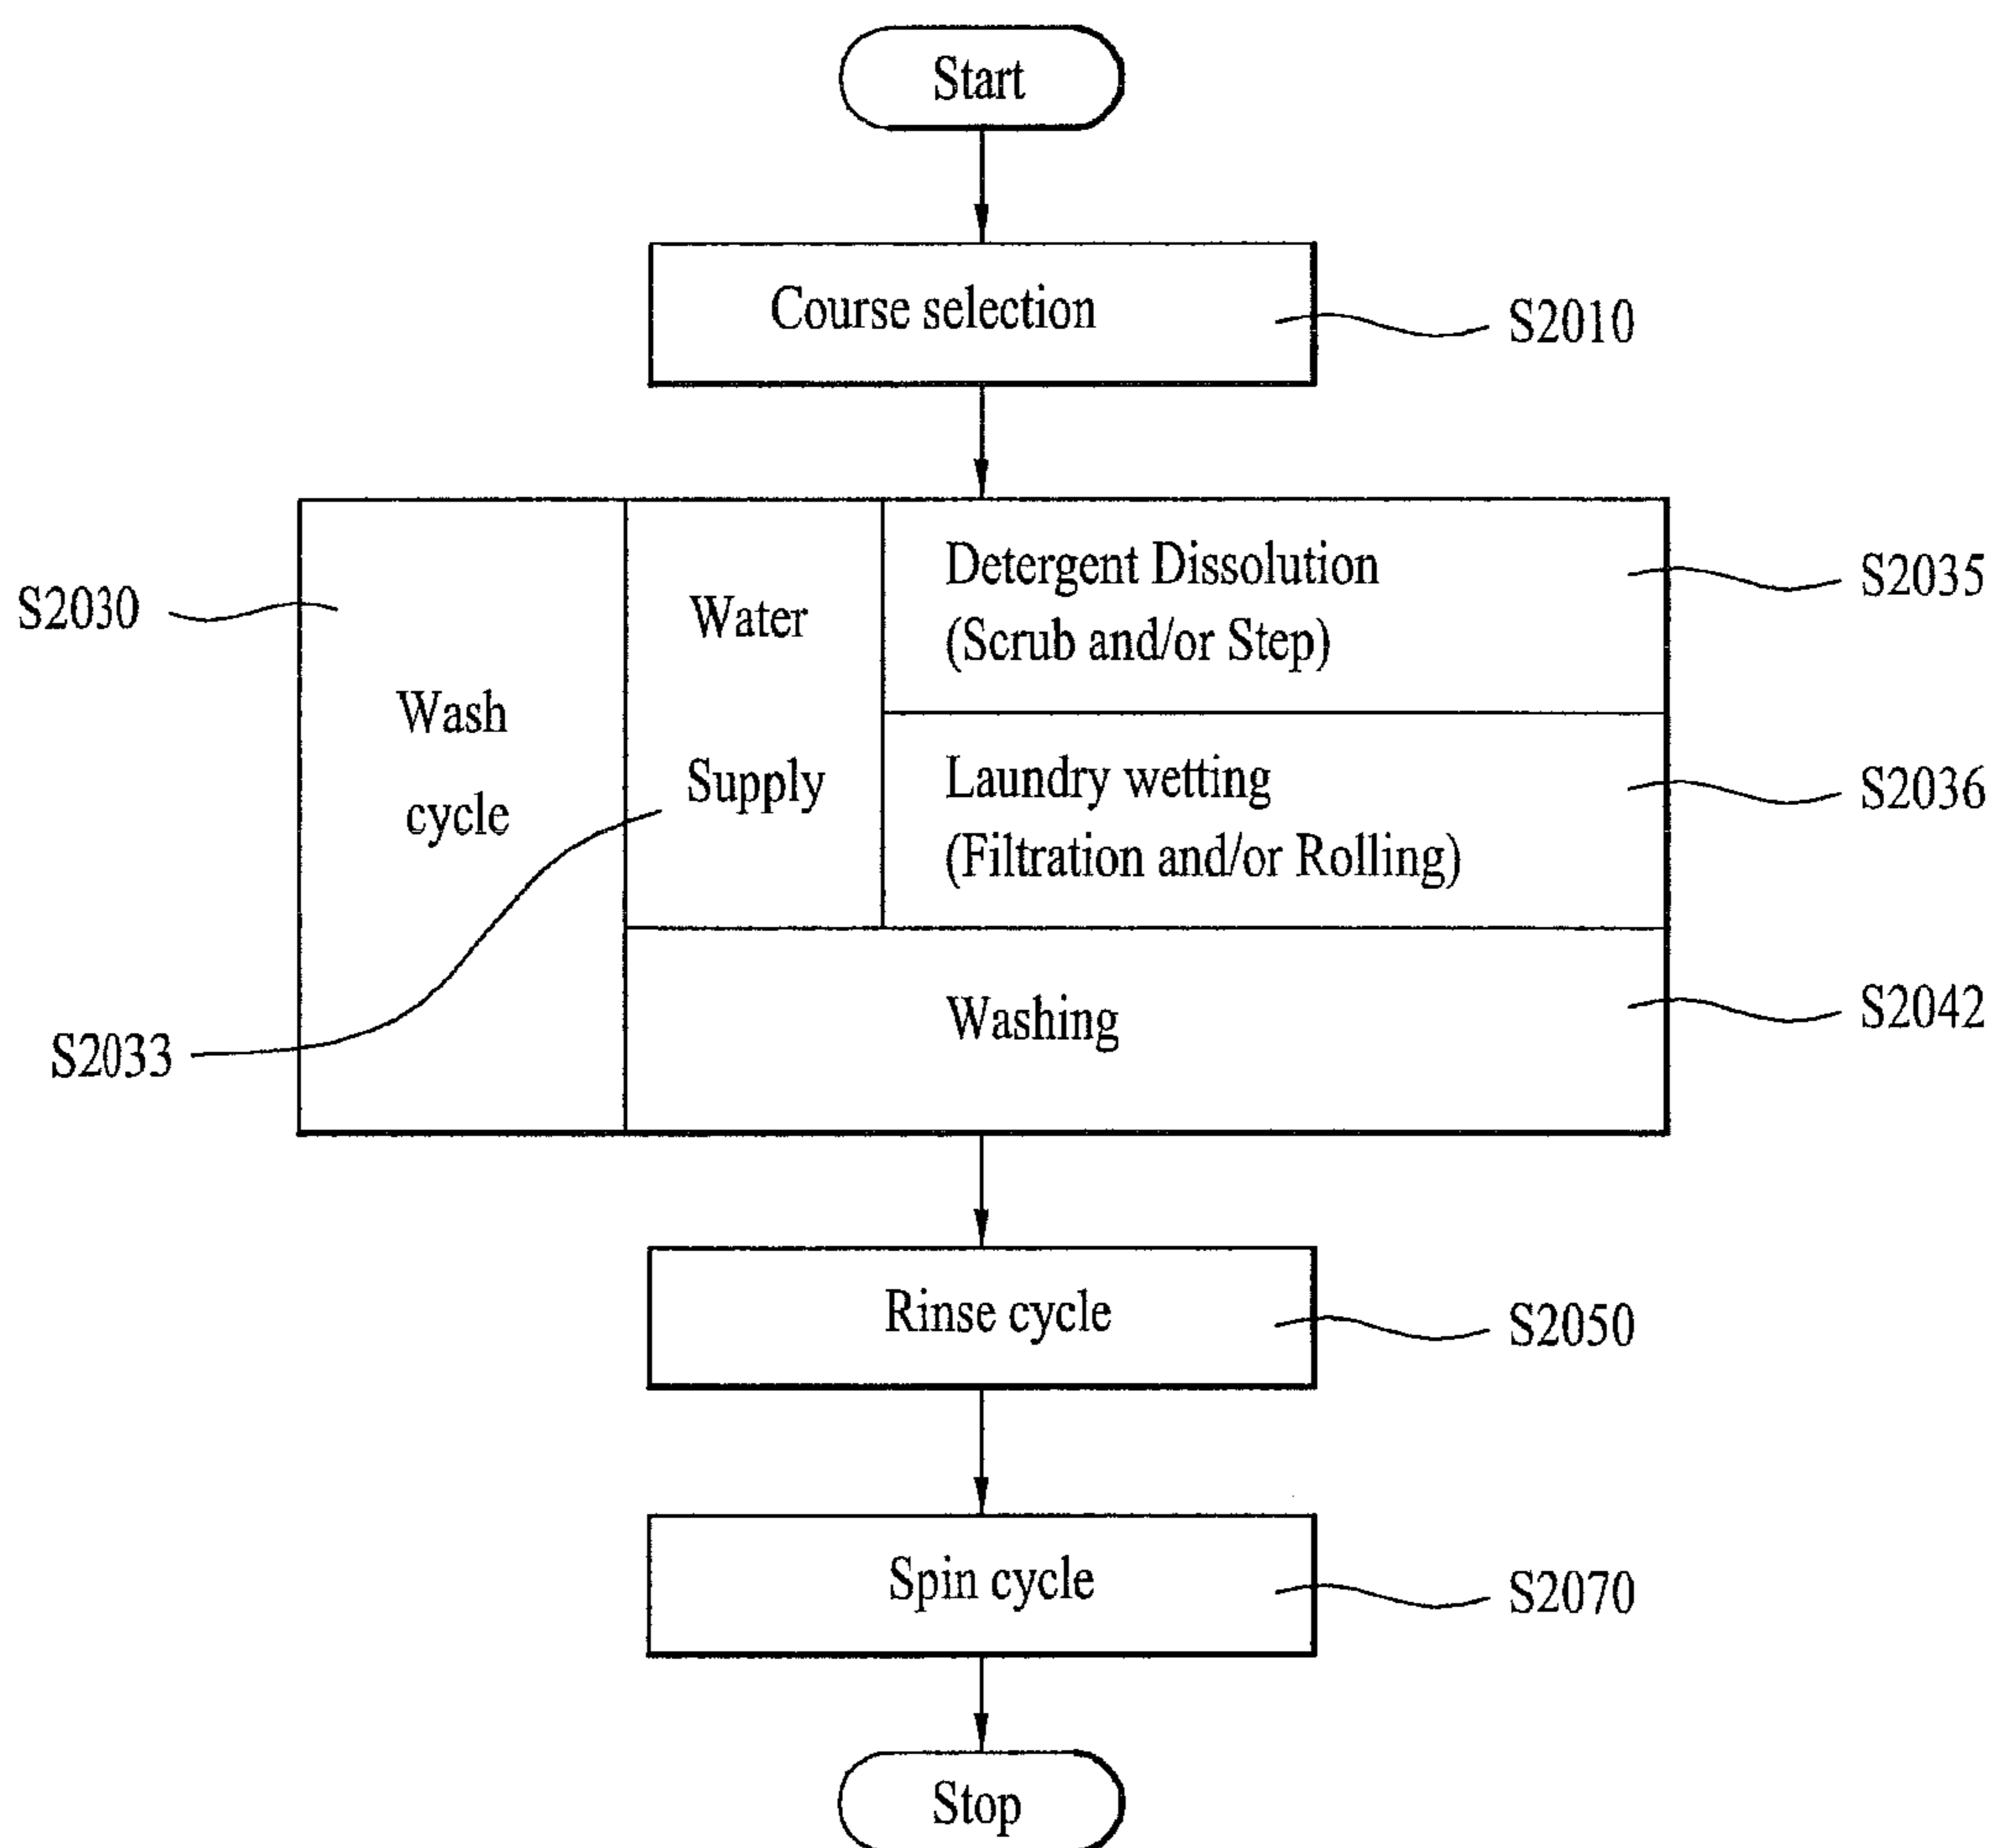 Start
Course selection
S2010
S2030
Wash
cycle
Water
Supply
S2033
Detergent Dissolution
(Scrub and/or Step)
S2035
Laundry wetting
(Filtration and/or Rolling)
S2036
Washing
S2042
Rinse cycle
S2050
Spin cycle
S2070
Stop